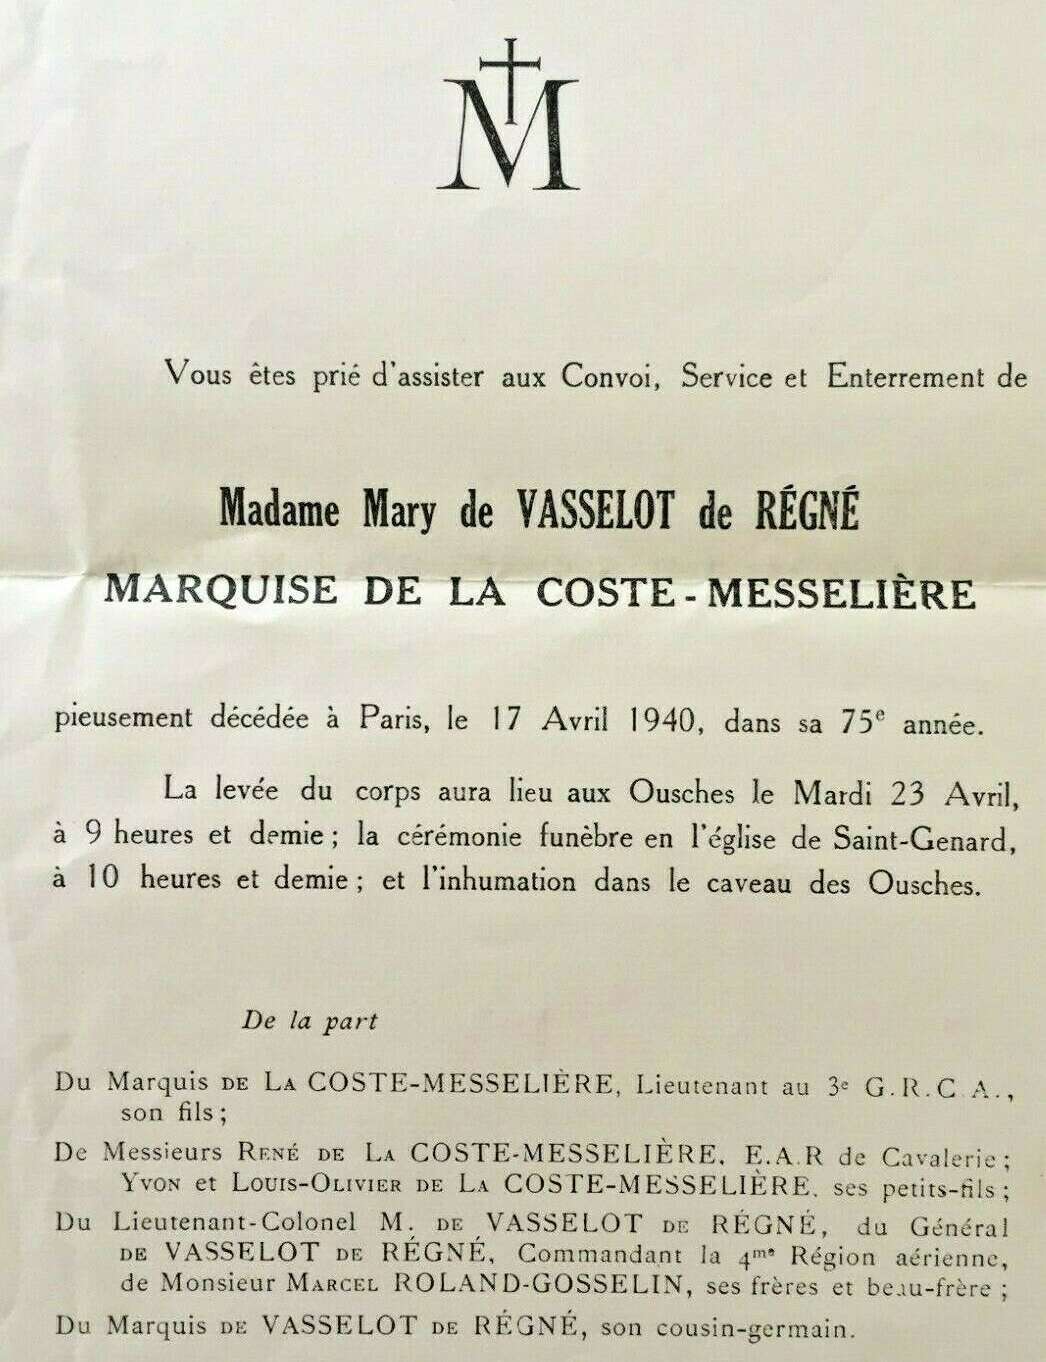 M
Vous êtes prié d'assister aux Convoi, Service et Enterrement de
Madame Mary de VASSELOT de RÉGNÉ
MARQUISE DE LA COSTE-MESSELIÈRE
pieusement décédée à Paris, le 17 Avril 1940, dans sa 75e année.
La levée du corps aura lieu aux Ousches le Mardi 23 Avril,
à 9 heures et demie ; la cérémonie funèbre en l'église de Saint-Genard,
à 10 heures et demie ; et l'inhumation dans le caveau des Ousches.
De la part
Du Marquis DE LA COSTE-MESSELIÈRE, Lieutenant au 3e G.R.C.A.,
son fils ;
De Messieurs RENÉ DE LA COSTE-MESSELIÈRE, E.A.R de Cavalerie ;
YVON et LOUIS-OLIVIER DE LA COSTE-MESSELIÈRE, ses petits-fils ;
Du Lieutenant-Colonel M. DE VASSELOT DE RÉGNÉ, du Général
DE VASSELOT DE RÉGNÉ, Commandant la 4me Région aérienne,
de Monsieur MARCEL ROLAND-GOSSELIN, ses frères et beau-frère ;
Du Marquis DE VASSELOT DE RÉGNÉ, son cousin-germain.